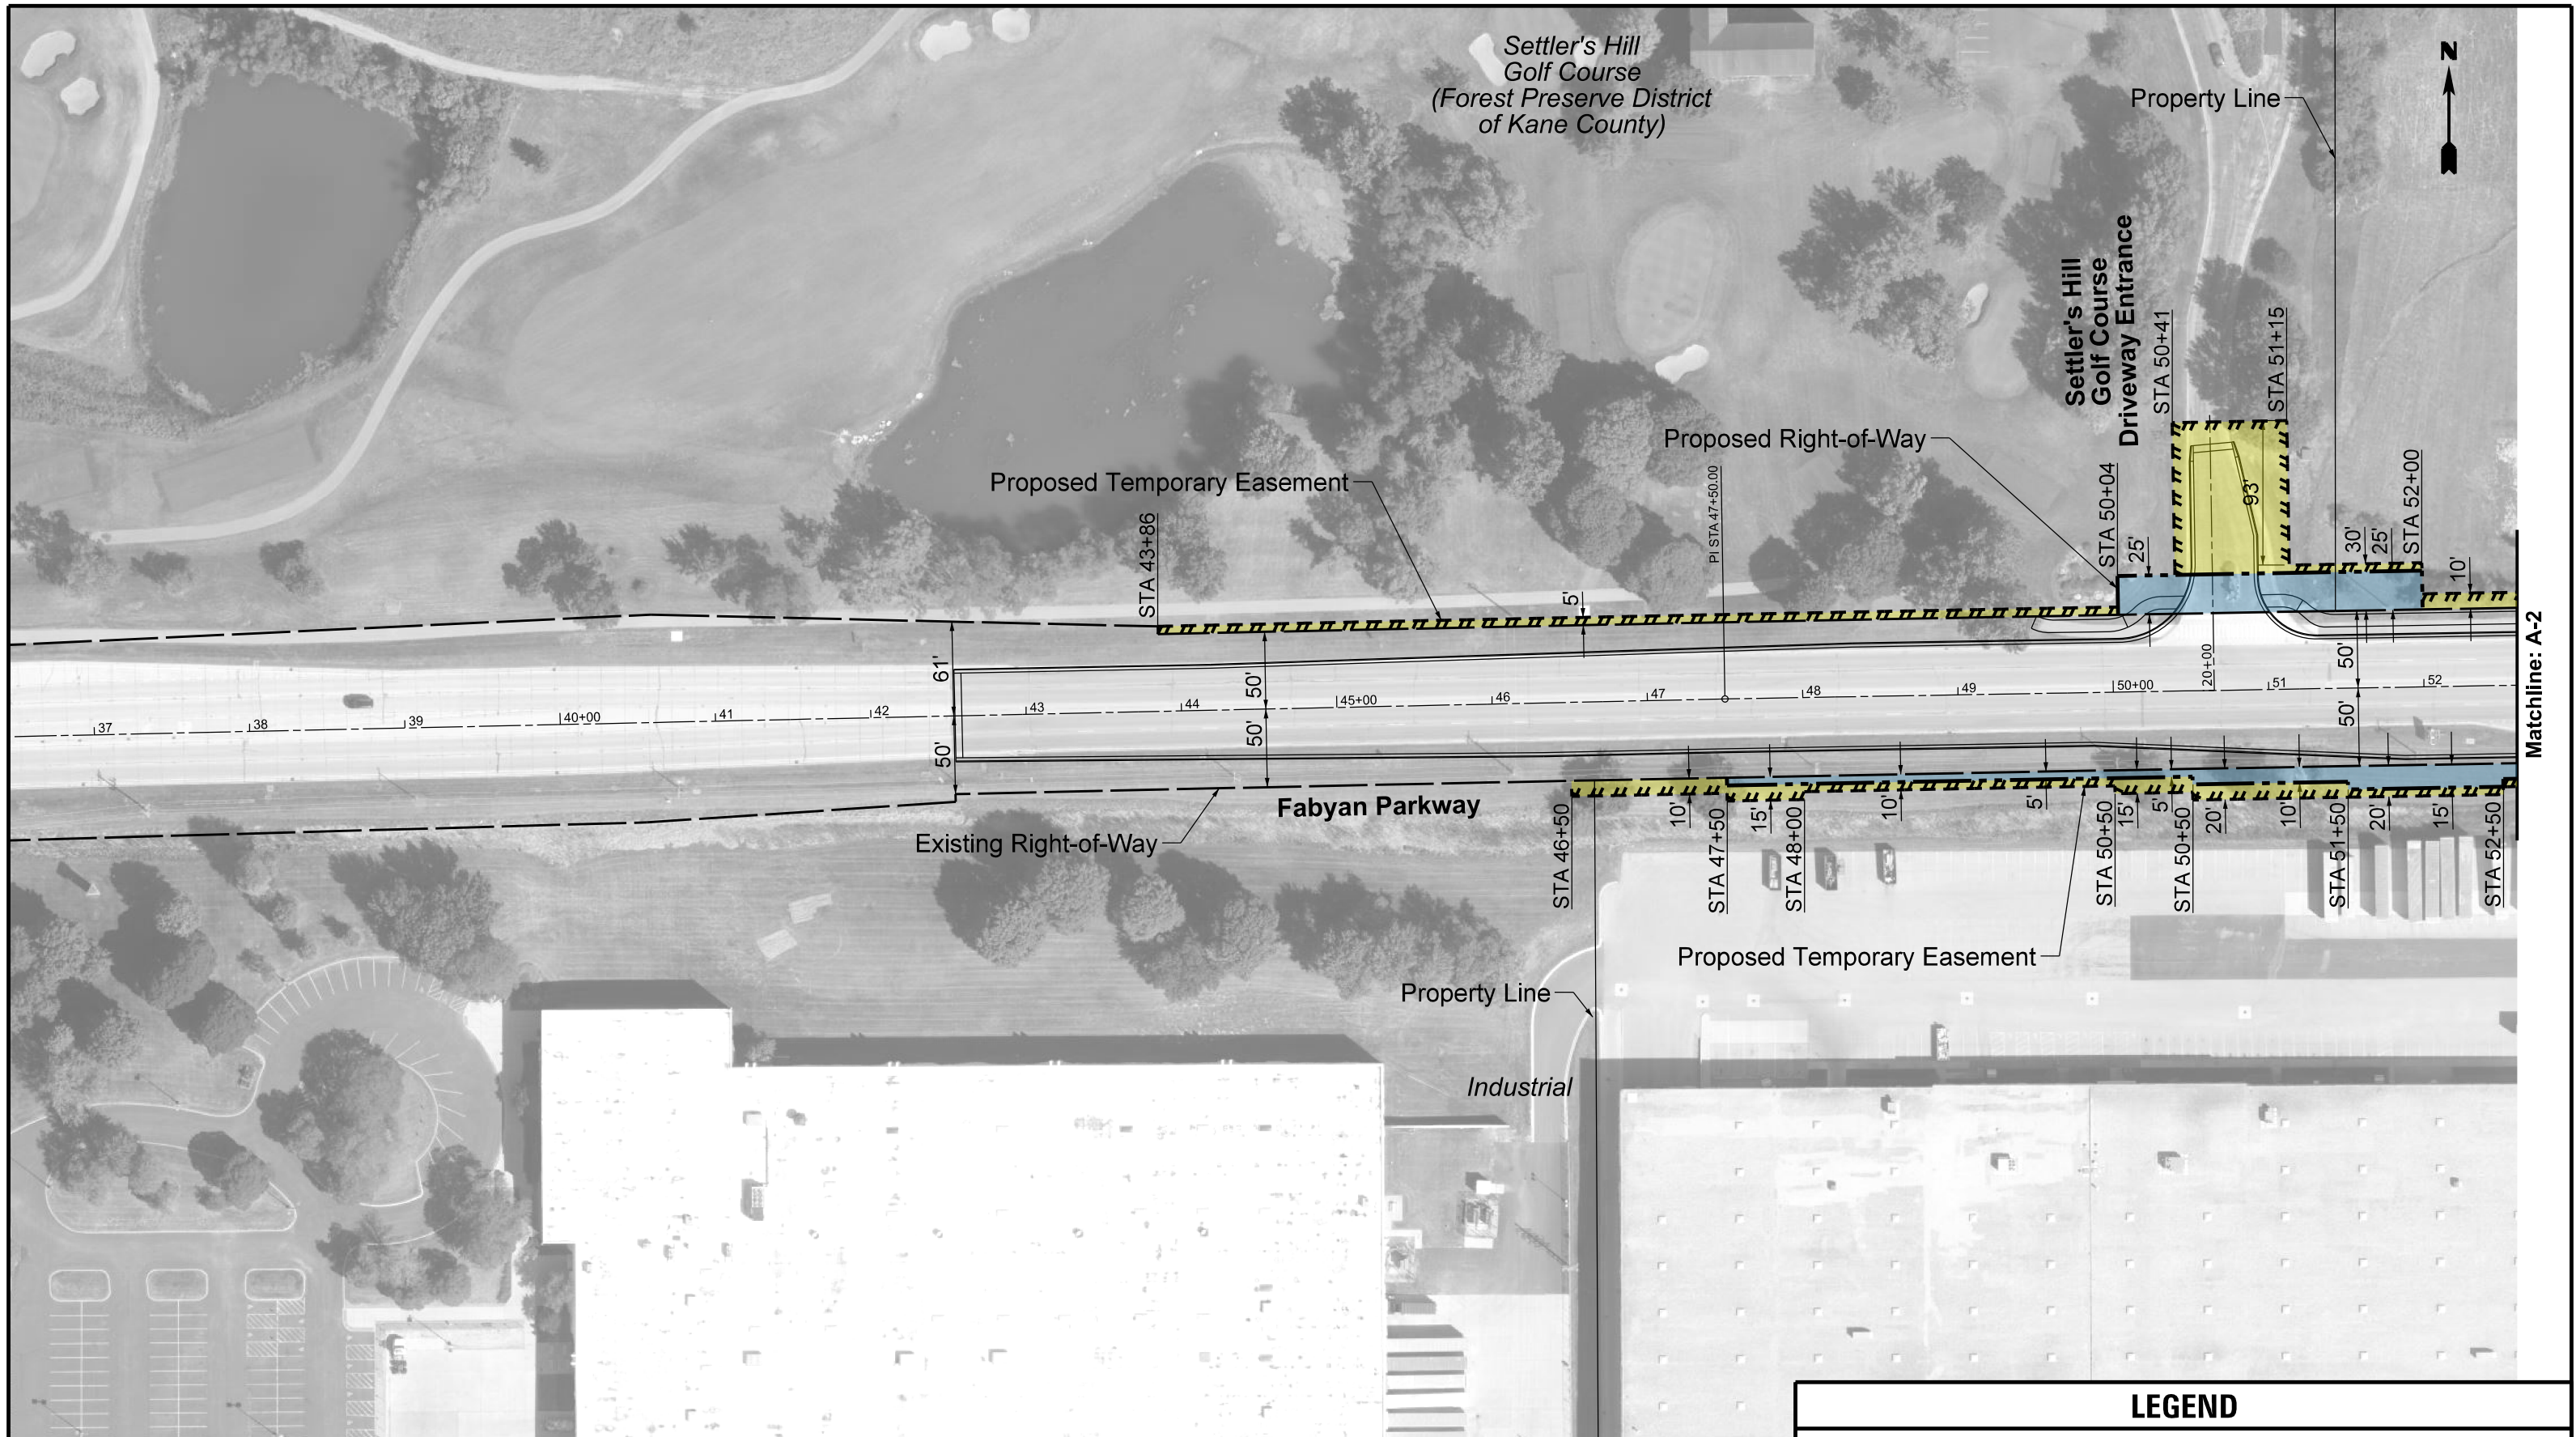 Settler's Hill
Golf Course
(Forest Preserve District
of Kane County)
Property Line
N
Settler's Hill
Golf Course
Driveway Entrance
STA 50+41
STA 51+15
Proposed Right-of-Way
Proposed Temporary Easement
STA 43+86
PI STA 47+50.00
STA 50+04
25'
93'
30'
25'
STA 52+00
10'
5'
61'
50'
50'
20+00
50'
50'
50'
37
38
39
40+00
41
42
43
44
45+00
46
47
48
49
50+00
51
52
Matchline: A-2
Fabyan Parkway
Existing Right-of-Way
STA 46+50
10'
STA 47+50
15'
STA 48+00
10'
5'
STA 50+50
15'
5'
STA 50+50
20'
10'
STA 51+50
20'
15'
STA 52+50
Proposed Temporary Easement
Property Line
Industrial
LEGEND